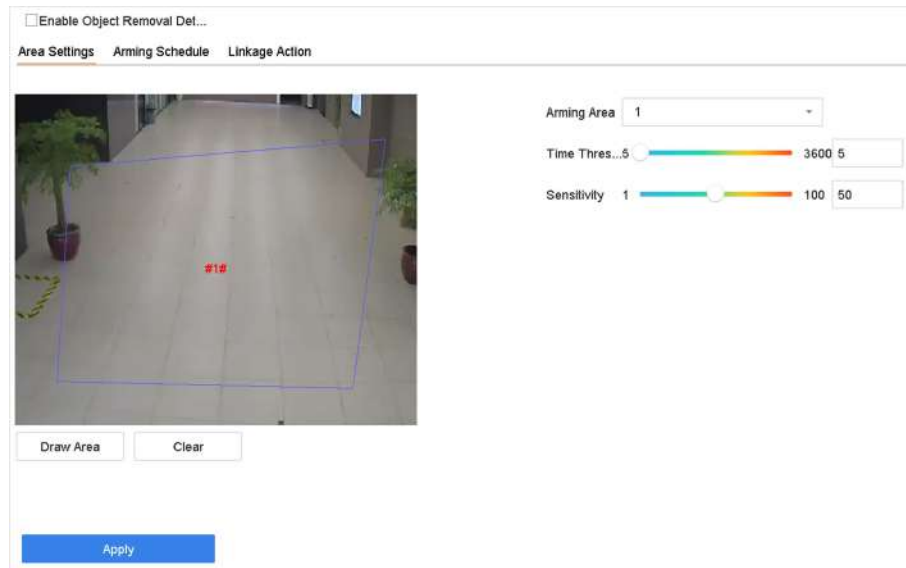 Enable Object Removal Det...
Area Settings Arming Schedule Linkage Action
Arming Area 1
Time Thres...5 3600 5
Sensitivity 1 100 50
#1#
Draw Area Clear
Apply